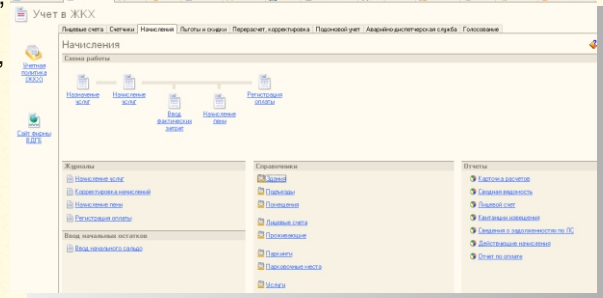 Учет в ЖКХ
Лицевые счета Счетчики Начисления Льготы и скидки Перерасчет, корректировка Подомовой учет Аварийно-диспетчерская служба Голосование
Начисления
Схема работы
Учетная политика (ЖКХ)
Сайт фирмы ВДГБ
Назначение услуг
Начисление услуг
Ввод фактических затрат
Начисление пени
Регистрация оплаты
Журналы
Начисление услуг
Корректировка начислений
Начисление пени
Регистрация оплаты
Ввод начальных остатков
Ввод начального сальдо
Справочники
Здания
Подъезды
Помещения
Лицевые счета
Проживающие
Паркинги
Парковочные места
Услуги
Отчеты
Карточка расчетов
Сводная ведомость
Лицевой счет
Квитанции извещения
Сведения о задолженностях по ЛС
Действующие начисления
Отчет по оплате